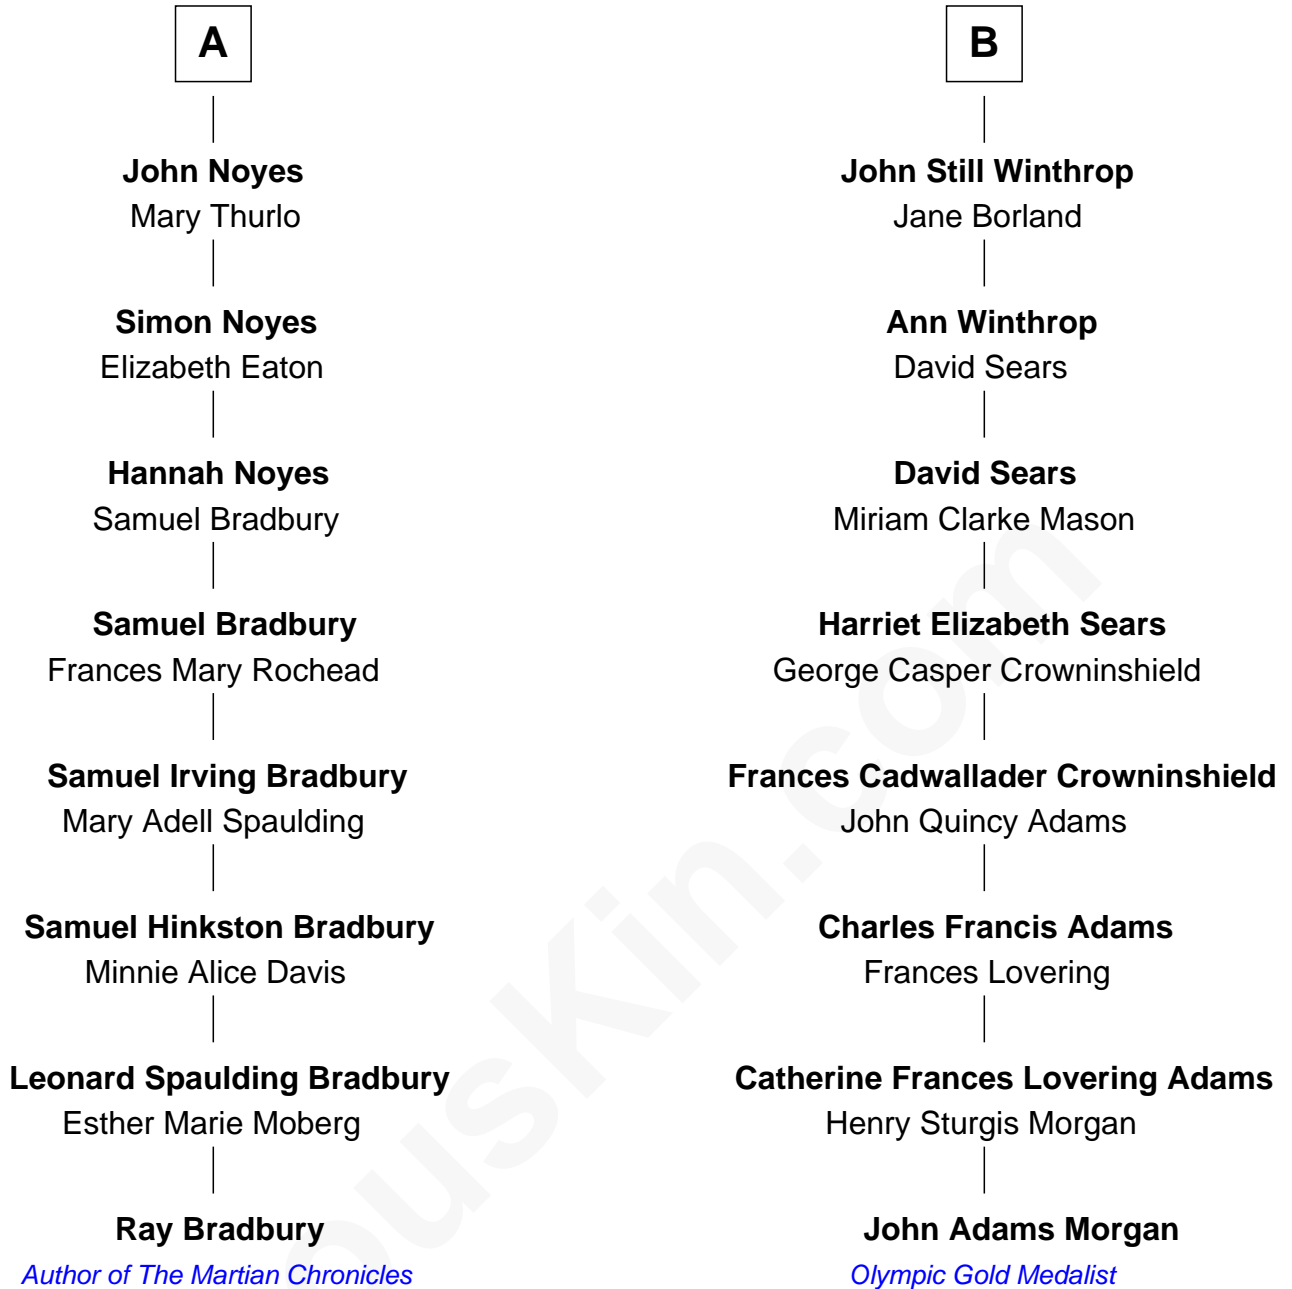 A
John Noyes
Mary Thurlo
Simon Noyes
Elizabeth Eaton
Hannah Noyes
Samuel Bradbury
Samuel Bradbury
Frances Mary Rochead
Samuel Irving Bradbury
Mary Adell Spaulding
Samuel Hinkston Bradbury
Minnie Alice Davis
Leonard Spaulding Bradbury
Esther Marie Moberg
Ray Bradbury
Author of The Martian Chronicles
B
John Still Winthrop
Jane Borland
Ann Winthrop
David Sears
David Sears
Miriam Clarke Mason
Harriet Elizabeth Sears
George Casper Crowninshield
Frances Cadwallader Crowninshield
John Quincy Adams
Charles Francis Adams
Frances Lovering
Catherine Frances Lovering Adams
Henry Sturgis Morgan
John Adams Morgan
Olympic Gold Medalist
ousKin.com